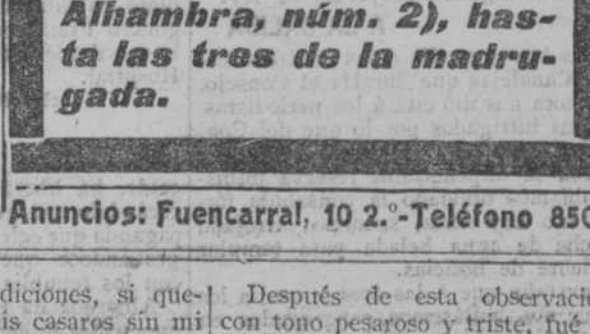 Alhambra, núm. 2), has-
ta las tres de la madru-
gada.
Anuncios: Fuencarral, 10 2.º-Teléfono 850
diciones, si que-
is casaros sin mi
Después de esta observacio
con tono pesaroso y triste, fué